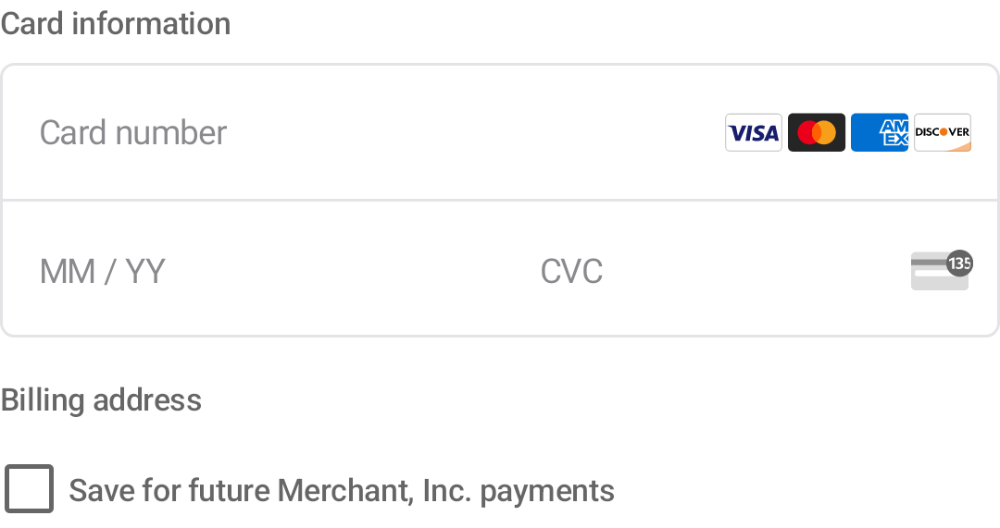 Card information
Card number VISA AM EX DISCOVER
MM / YY CVC 135
Billing address
Save for future Merchant, Inc. payments